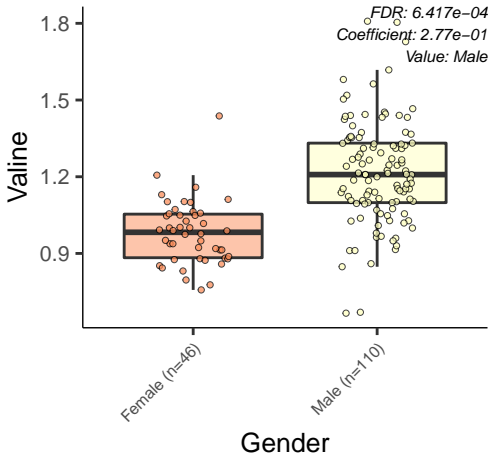 FDR: 6.417e−04
Coefficient: 2.77e−01
Value: Male
1.8
1.5
1.2
0.9
Valine
Female (n=46)
Male (n=110)
Gender